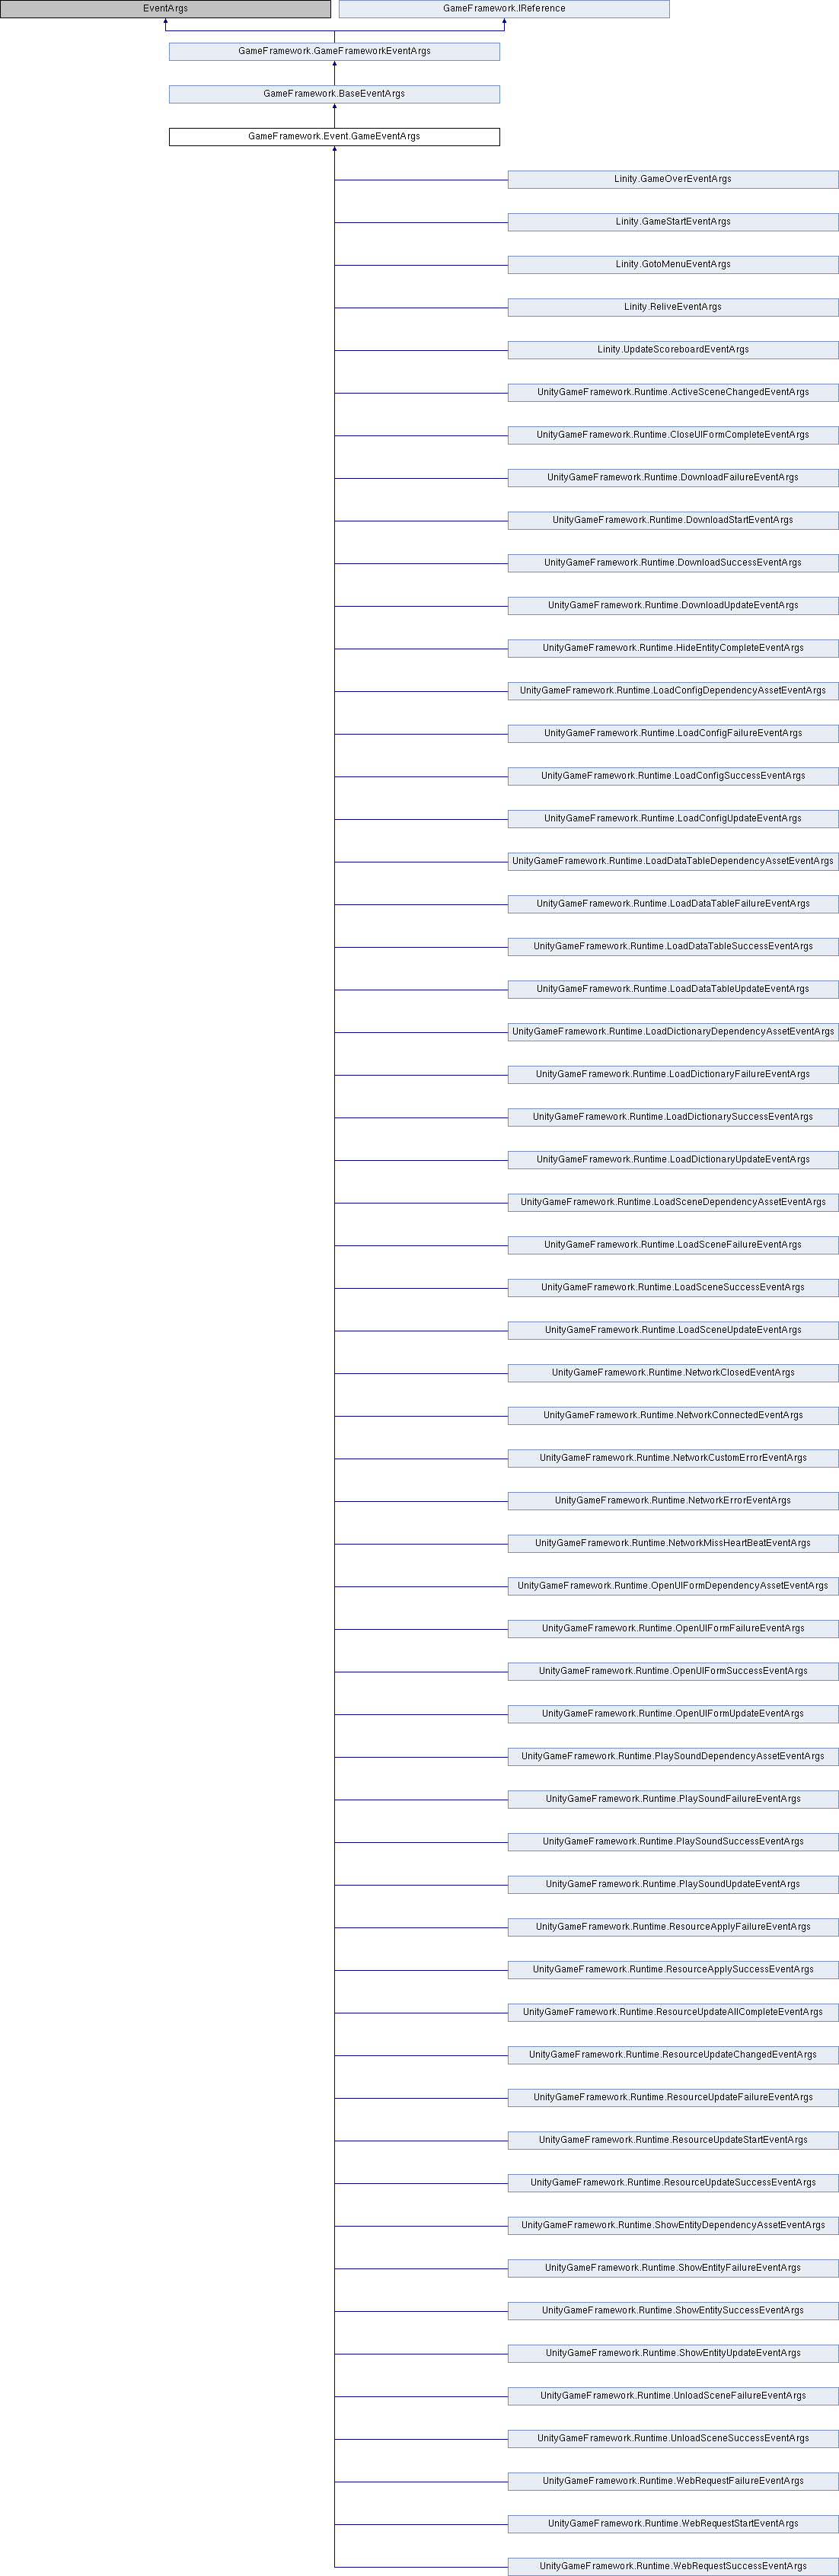 EventArgs
GameFramework.IReference
GameFramework.GameFrameworkEventArgs
GameFramework.BaseEventArgs
GameFramework.Event.GameEventArgs
Linity.GameOverEventArgs
Linity.GameStartEventArgs
Linity.GotoMenuEventArgs
Linity.ReliveEventArgs
Linity.UpdateScoreboardEventArgs
UnityGameFramework.Runtime.ActiveSceneChangedEventArgs
UnityGameFramework.Runtime.CloseUIFormCompleteEventArgs
UnityGameFramework.Runtime.DownloadFailureEventArgs
UnityGameFramework.Runtime.DownloadStartEventArgs
UnityGameFramework.Runtime.DownloadSuccessEventArgs
UnityGameFramework.Runtime.DownloadUpdateEventArgs
UnityGameFramework.Runtime.HideEntityCompleteEventArgs
UnityGameFramework.Runtime.LoadConfigDependencyAssetEventArgs
UnityGameFramework.Runtime.LoadConfigFailureEventArgs
UnityGameFramework.Runtime.LoadConfigSuccessEventArgs
UnityGameFramework.Runtime.LoadConfigUpdateEventArgs
UnityGameFramework.Runtime.LoadDataTableDependencyAssetEventArgs
UnityGameFramework.Runtime.LoadDataTableFailureEventArgs
UnityGameFramework.Runtime.LoadDataTableSuccessEventArgs
UnityGameFramework.Runtime.LoadDataTableUpdateEventArgs
UnityGameFramework.Runtime.LoadDictionaryDependencyAssetEventArgs
UnityGameFramework.Runtime.LoadDictionaryFailureEventArgs
UnityGameFramework.Runtime.LoadDictionarySuccessEventArgs
UnityGameFramework.Runtime.LoadDictionaryUpdateEventArgs
UnityGameFramework.Runtime.LoadSceneDependencyAssetEventArgs
UnityGameFramework.Runtime.LoadSceneFailureEventArgs
UnityGameFramework.Runtime.LoadSceneSuccessEventArgs
UnityGameFramework.Runtime.LoadSceneUpdateEventArgs
UnityGameFramework.Runtime.NetworkClosedEventArgs
UnityGameFramework.Runtime.NetworkConnectedEventArgs
UnityGameFramework.Runtime.NetworkCustomErrorEventArgs
UnityGameFramework.Runtime.NetworkErrorEventArgs
UnityGameFramework.Runtime.NetworkMissHeartBeatEventArgs
UnityGameFramework.Runtime.OpenUIFormDependencyAssetEventArgs
UnityGameFramework.Runtime.OpenUIFormFailureEventArgs
UnityGameFramework.Runtime.OpenUIFormSuccessEventArgs
UnityGameFramework.Runtime.OpenUIFormUpdateEventArgs
UnityGameFramework.Runtime.PlaySoundDependencyAssetEventArgs
UnityGameFramework.Runtime.PlaySoundFailureEventArgs
UnityGameFramework.Runtime.PlaySoundSuccessEventArgs
UnityGameFramework.Runtime.PlaySoundUpdateEventArgs
UnityGameFramework.Runtime.ResourceApplyFailureEventArgs
UnityGameFramework.Runtime.ResourceApplySuccessEventArgs
UnityGameFramework.Runtime.ResourceUpdateAllCompleteEventArgs
UnityGameFramework.Runtime.ResourceUpdateChangedEventArgs
UnityGameFramework.Runtime.ResourceUpdateFailureEventArgs
UnityGameFramework.Runtime.ResourceUpdateStartEventArgs
UnityGameFramework.Runtime.ResourceUpdateSuccessEventArgs
UnityGameFramework.Runtime.ShowEntityDependencyAssetEventArgs
UnityGameFramework.Runtime.ShowEntityFailureEventArgs
UnityGameFramework.Runtime.ShowEntitySuccessEventArgs
UnityGameFramework.Runtime.ShowEntityUpdateEventArgs
UnityGameFramework.Runtime.UnloadSceneFailureEventArgs
UnityGameFramework.Runtime.UnloadSceneSuccessEventArgs
UnityGameFramework.Runtime.WebRequestFailureEventArgs
UnityGameFramework.Runtime.WebRequestStartEventArgs
UnityGameFramework.Runtime.WebRequestSuccessEventArgs